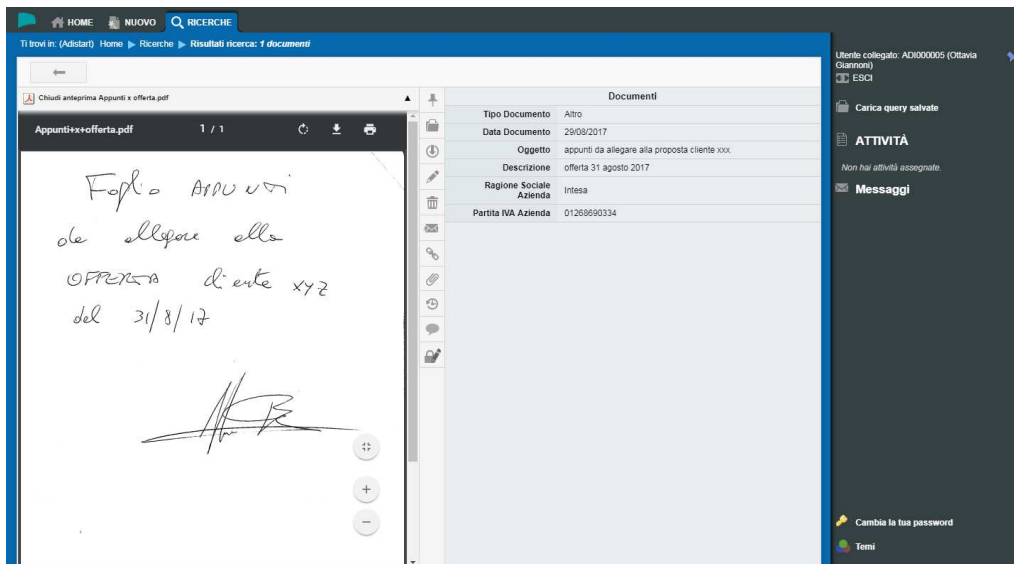 HOME NUOVO RICERCHE
Ti trovi in: (Adistart) Home Ricerche Risultati ricerca: 1 documenti
Chiudi anteprima Appunti x offerta.pdf
Appunti+x+offerta.pdf 1 / 1
Foglio APPUNTI
da allegare alla
OFFERTA cliente xyz
del 31/8/17
Documenti
Tipo Documento Altro
Data Documento 29/08/2017
Oggetto appunti da allegare alla proposta cliente xxx.
Descrizione offerta 31 agosto 2017
Ragione Sociale
Azienda Intesa
Partita IVA Azienda 01268690334
Utente collegato: ADI000005 (Ottavia
Giannoni)
ESCI
Carica query salvate
ATTIVITÀ
Non hai attività assegnate.
Messaggi
Cambia la tua password
Temi